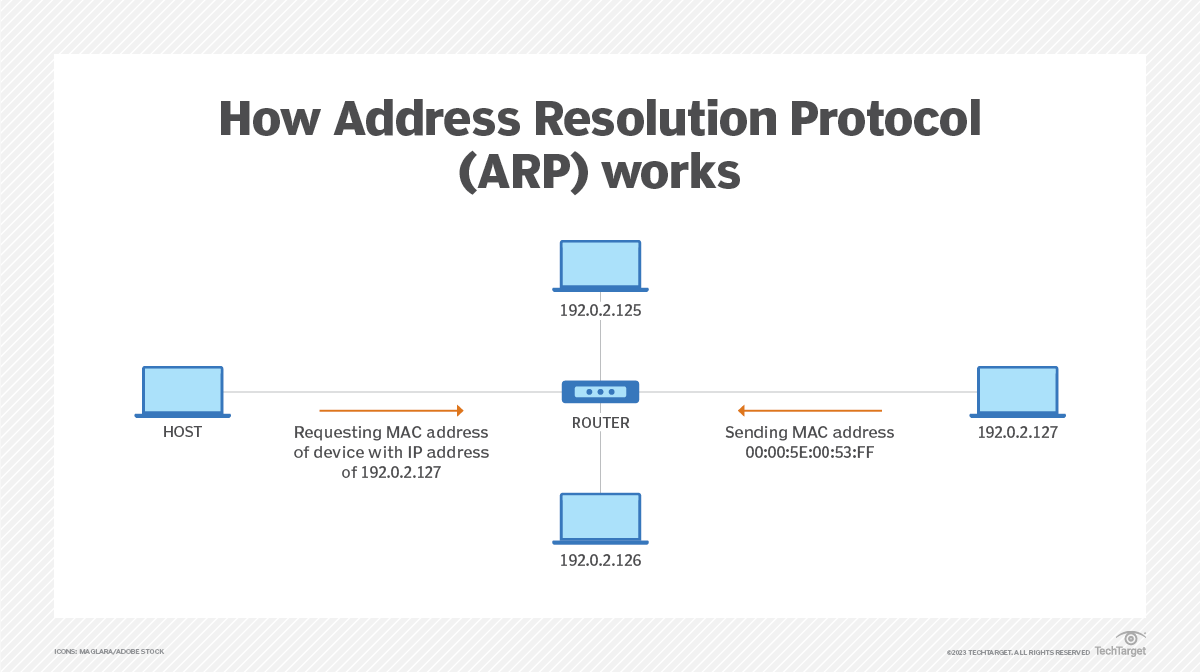 How Address Resolution Protocol
(ARP) works
192.0.2.125
HOST
Requesting MAC address
of device with IP address
of 192.0.2.127
ROUTER
Sending MAC address
00:00:5E:00:53:FF
192.0.2.127
192.0.2.126
ICONS: MAGLARA/ADOBE STOCK
©2023 TECHTARGET. ALL RIGHTS RESERVED
TechTarget